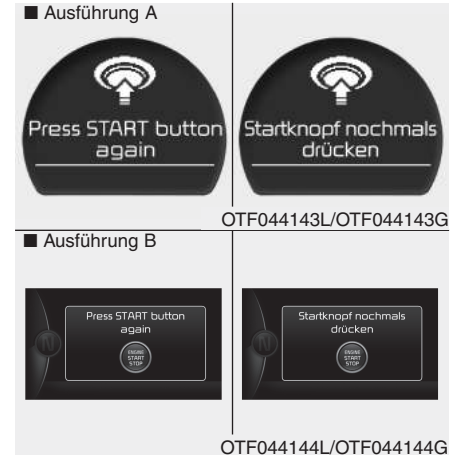 ■ Ausführung A
Press START button
again
Startknopf nochmals
drücken
OTF044143L/OTF044143G
■ Ausführung B
Press START button
again
ENGINE
START
STOP
Startknopf nochmals
drücken
ENGINE
START
STOP
N
N
OTF044144L/OTF044144G